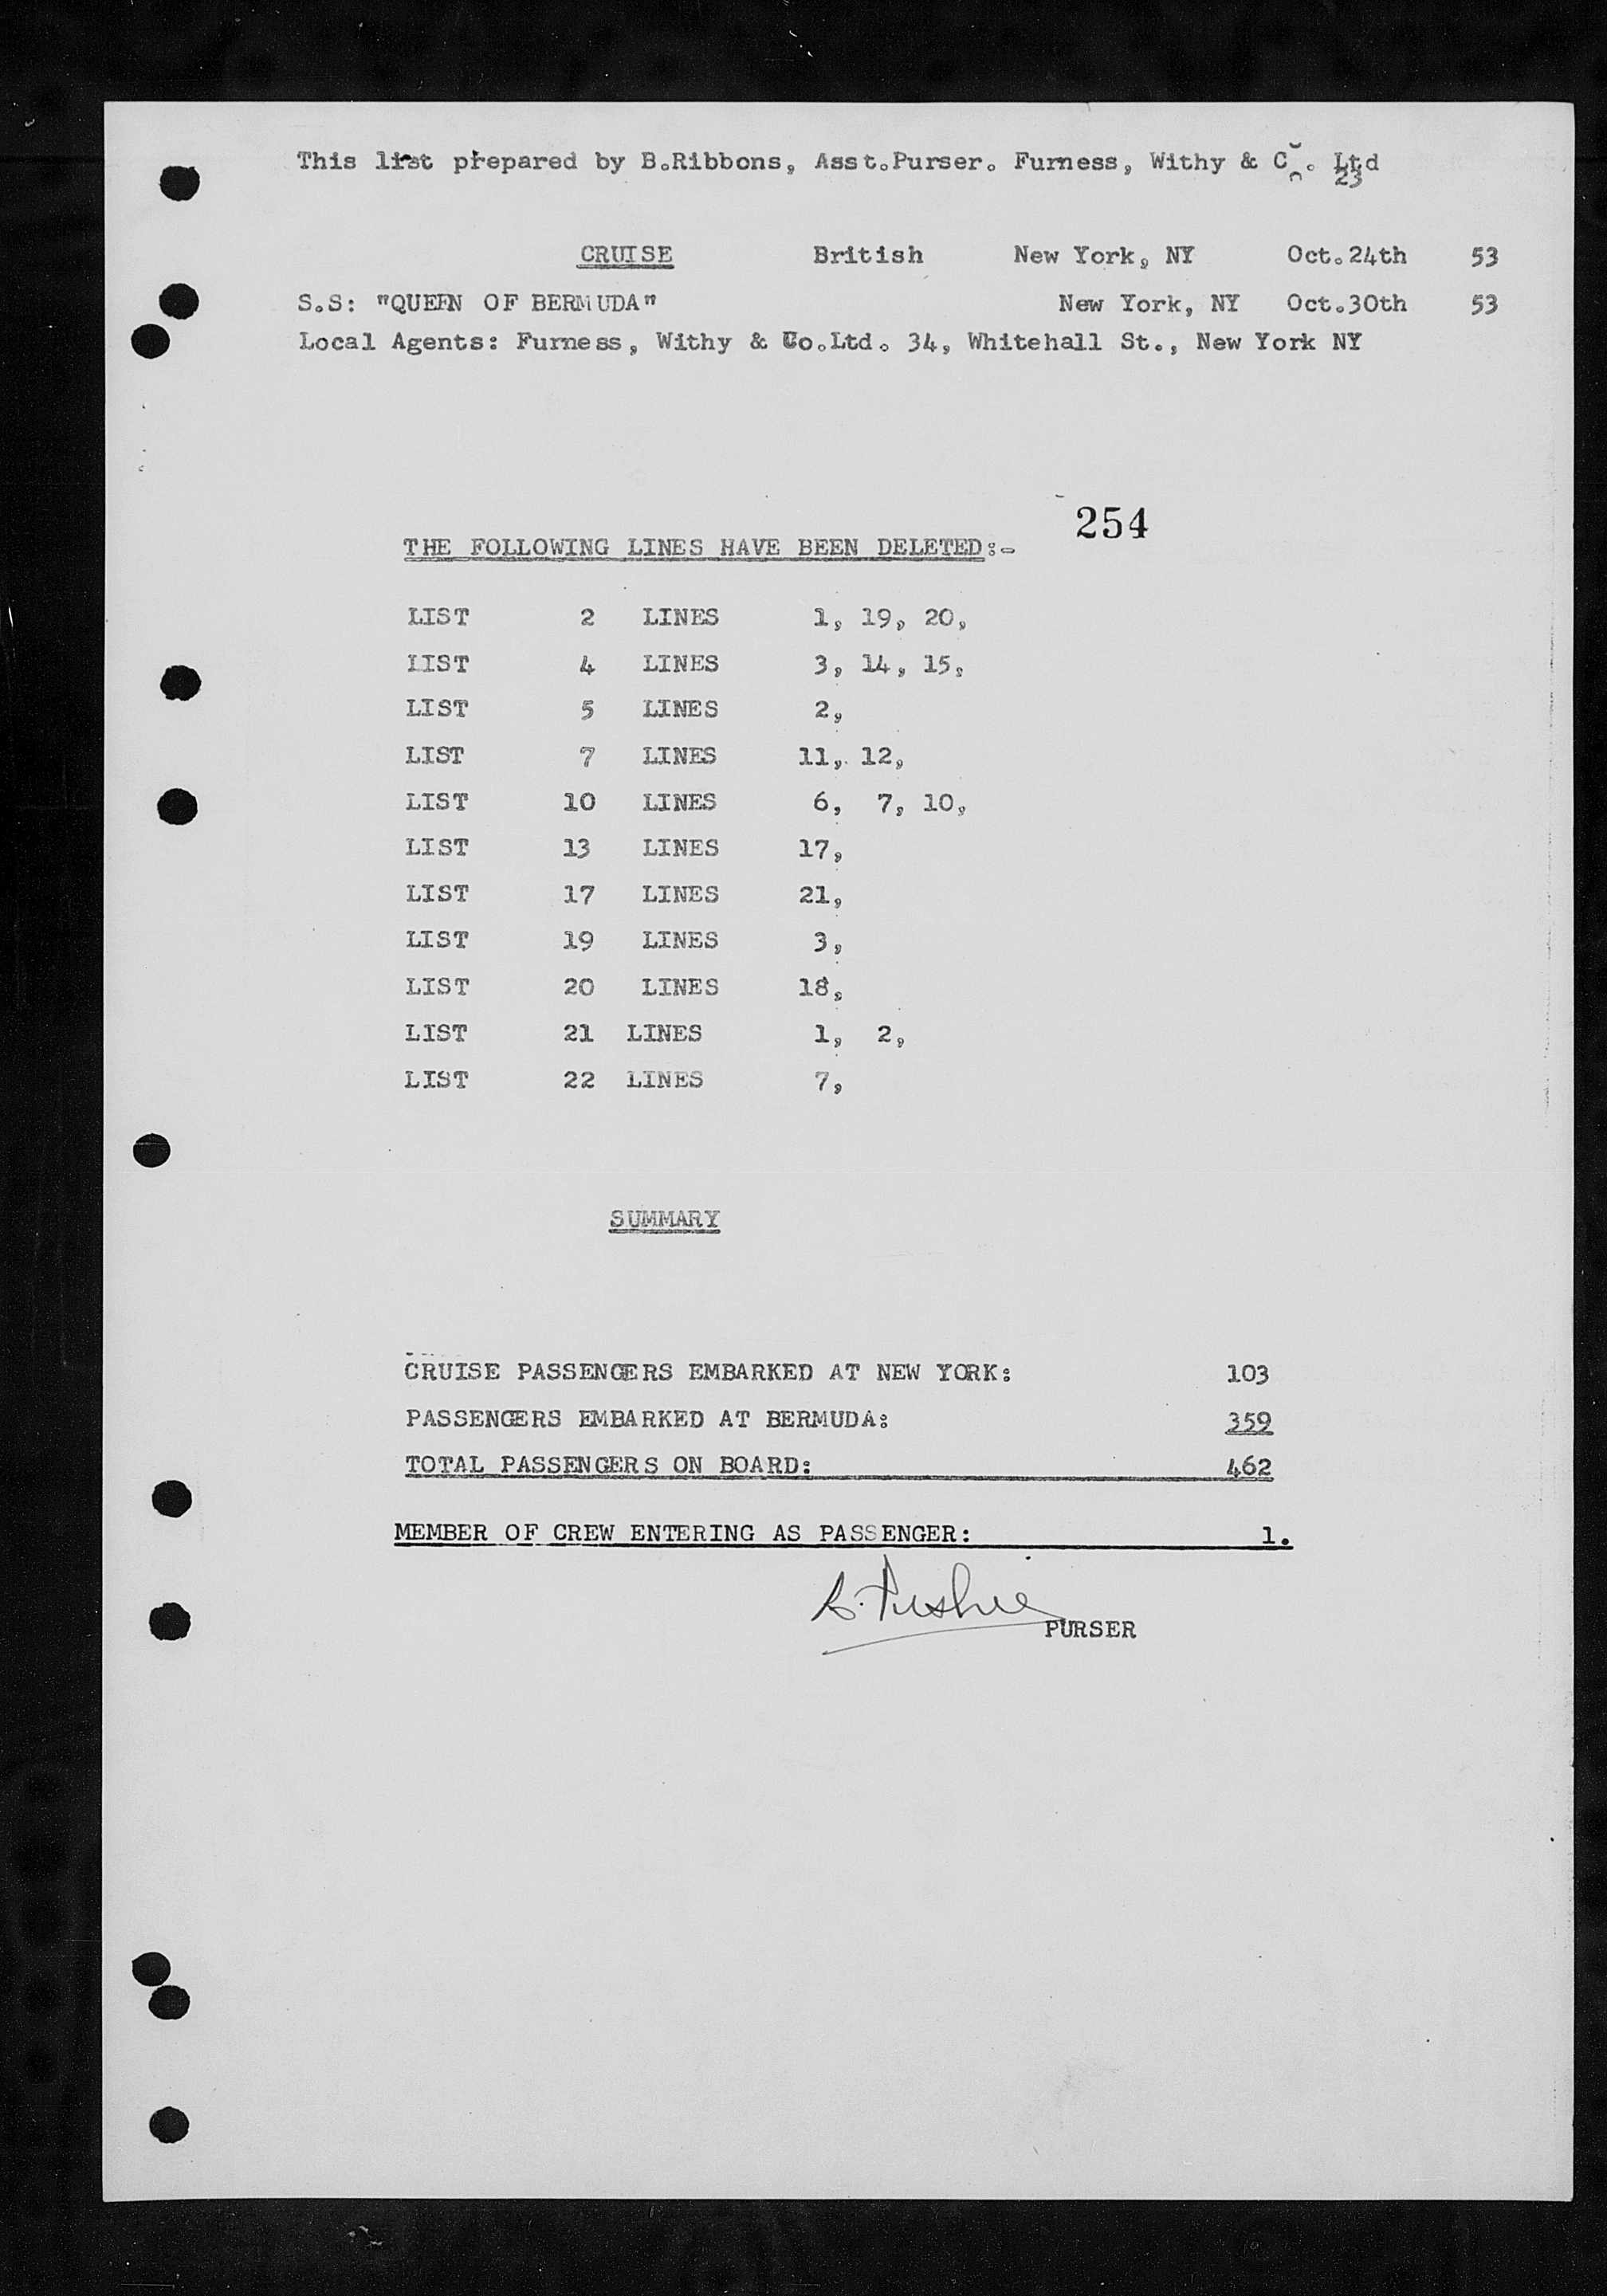 This list prepared by B.Ribbons, Asst.Purser. Furness, Withy & Co. Ltd
23
CRUISE British New York, NY Oct.24th 53
S.S: "QUEEN OF BERMUDA" New York, NY Oct.30th 53
Local Agents: Furness, Withy & Co.Ltd. 34, Whitehall St., New York NY
254
THE FOLLOWING LINES HAVE BEEN DELETED:-
LIST 2 LINES 1, 19, 20,
LIST 4 LINES 3, 14, 15,
LIST 5 LINES 2,
LIST 7 LINES 11, 12,
LIST 10 LINES 6, 7, 10,
LIST 13 LINES 17,
LIST 17 LINES 21,
LIST 19 LINES 3,
LIST 20 LINES 18,
LIST 21 LINES 1, 2,
LIST 22 LINES 7,
SUMMARY
CRUISE PASSENGERS EMBARKED AT NEW YORK: 103
PASSENGERS EMBARKED AT BERMUDA: 359
TOTAL PASSENGERS ON BOARD: 462
MEMBER OF CREW ENTERING AS PASSENGER: 1.
PURSER